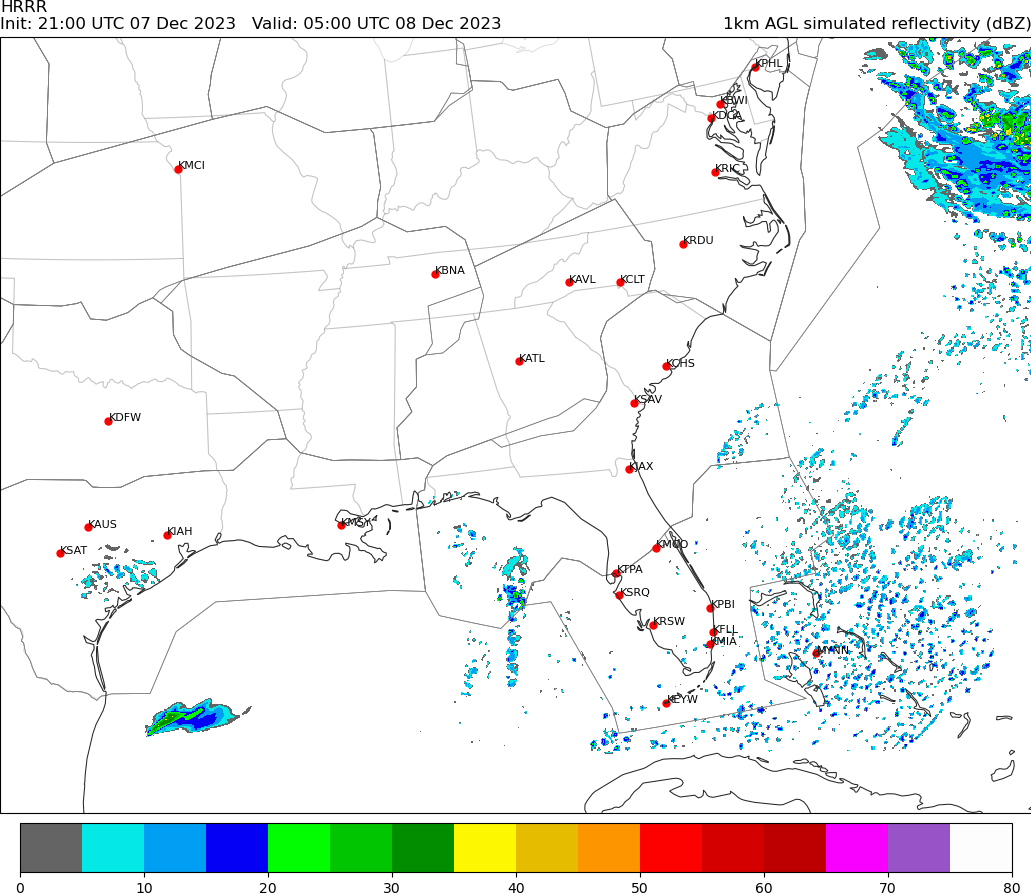 HRRR
Init: 21:00 UTC 07 Dec 2023   Valid: 05:00 UTC 08 Dec 2023   1km AGL simulated reflectivity (dBZ)
KPHL
KBWI
KDCA
KMCI
KRIC
KRDU
KBNA
KAVL
KCLT
KATL
KCHS
KSAV
KDFW
KJAX
KAUS
KMSY
KIAH
KSAT
KMCO
KTPA
KSRQ
KPBI
KRSW
KFLL
KMIA
MYNN
KEYW
0 10 20 30 40 50 60 70 80